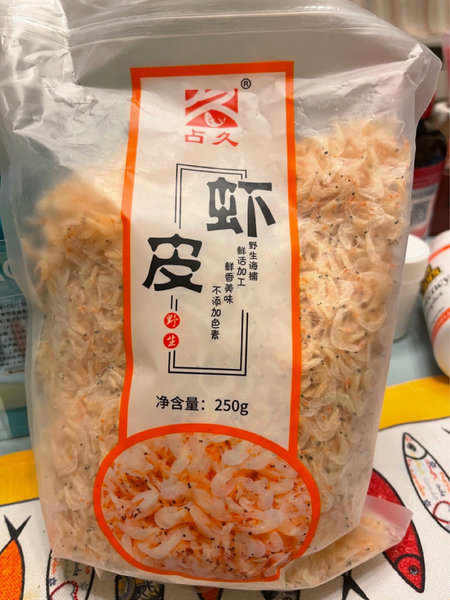 ®
占久
虾皮
野生海捕
鲜活加工
鲜香美味
不添加色素
野生
净含量：250g